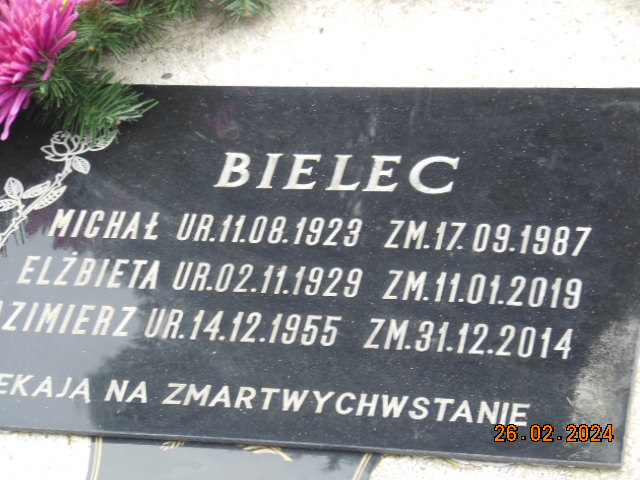 BIELEC
MICHAŁ UR.11.08.1923 ZM.17.09.1987
ELŻBIETA UR.02.11.1929 ZM.11.01.2019
AZIMIERZ UR.14.12.1955 ZM.31.12.2014
EKAJĄ NA ZMARTWYCHWSTANIE
26.02.2024